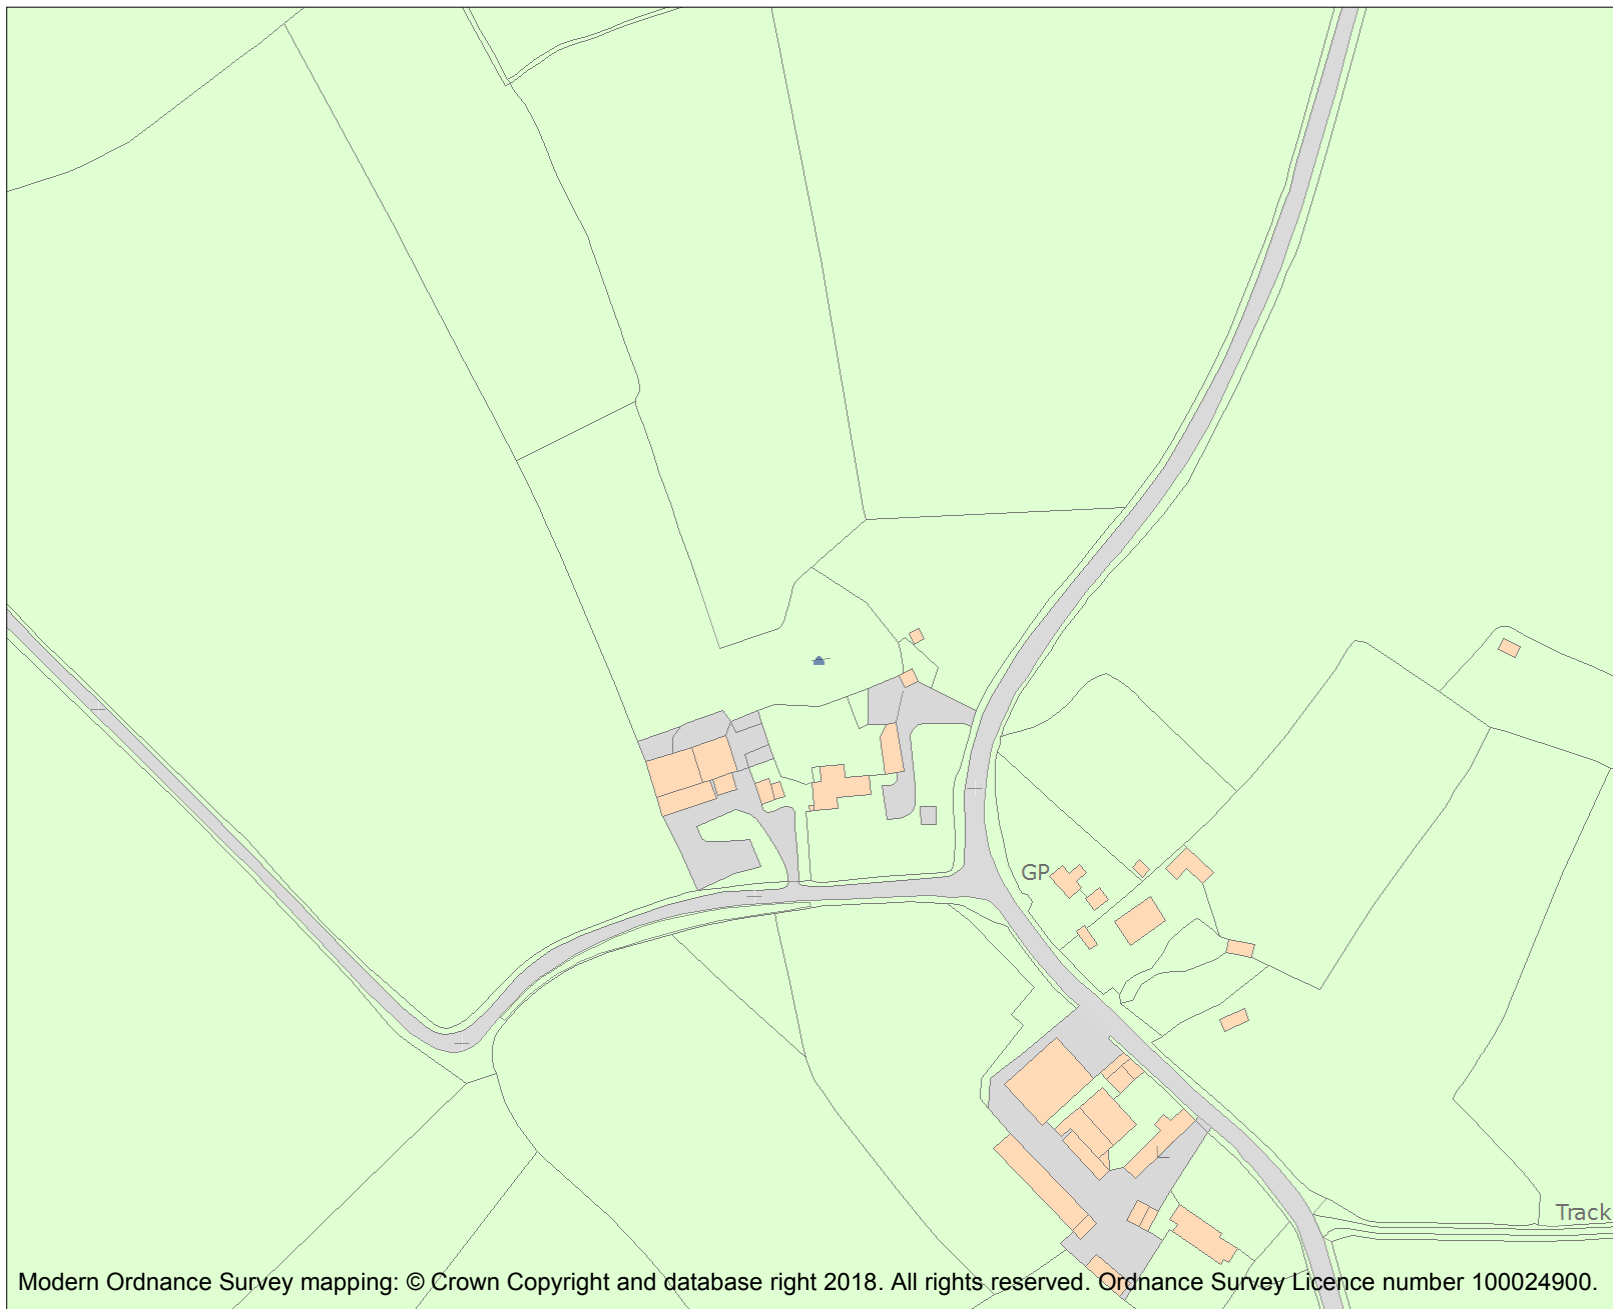 GP
Track
Modern Ordnance Survey mapping: © Crown Copyright and database right 2018. All rights reserved. Ordnance Survey Licence number 100024900.